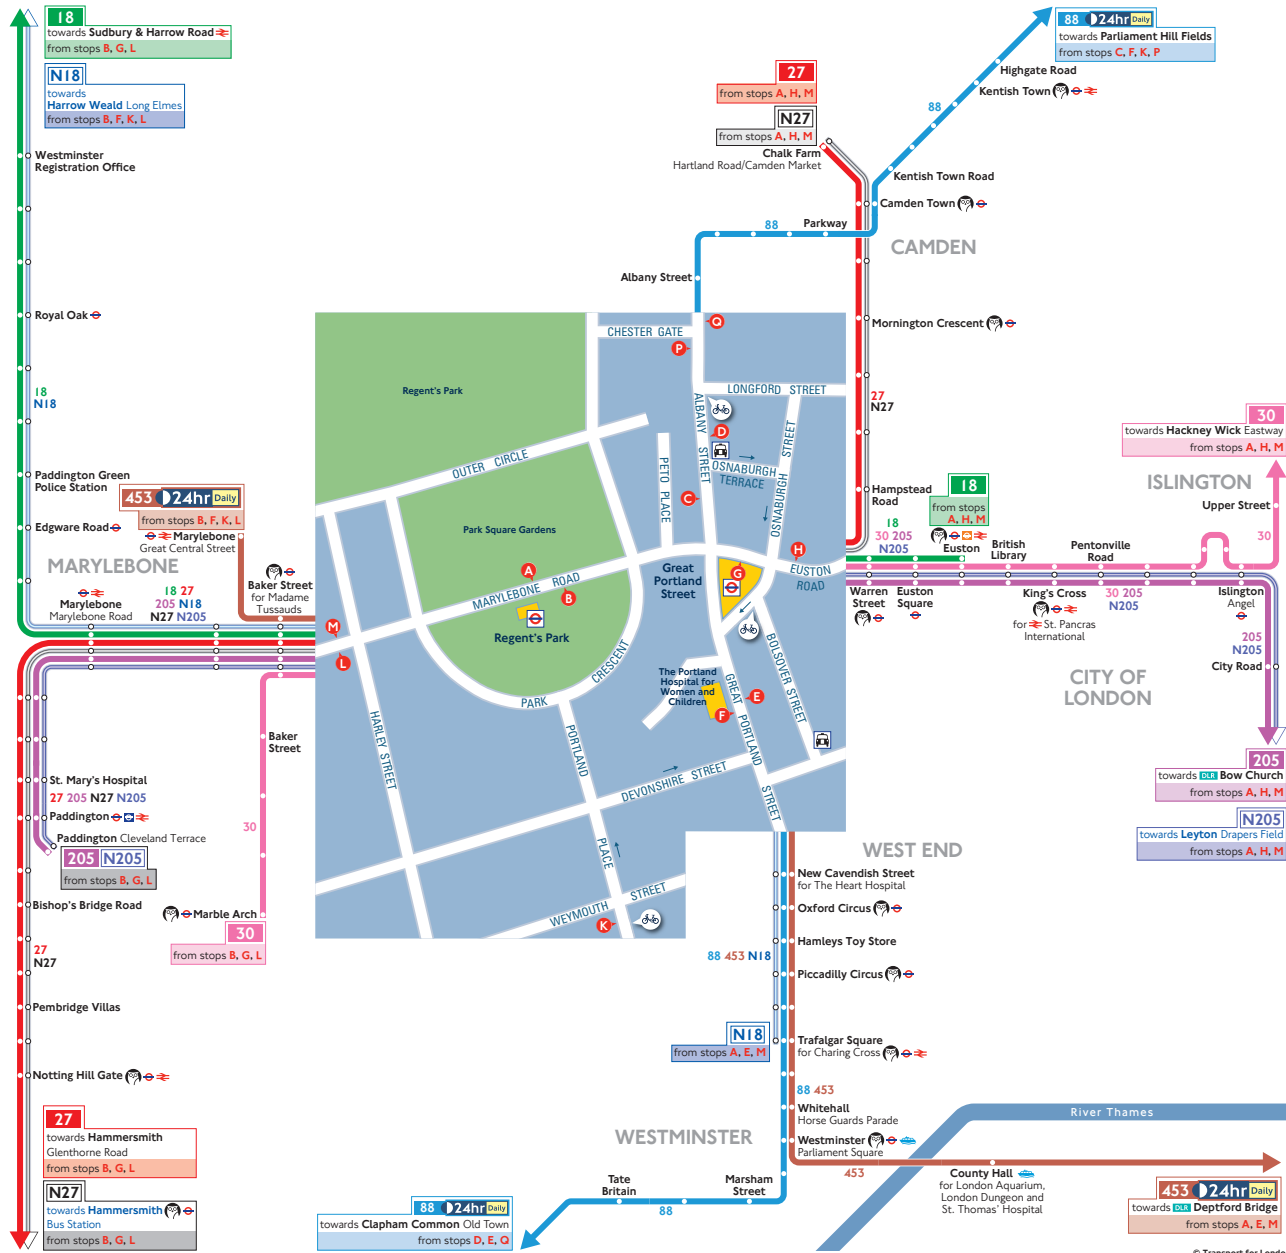 18
towards Sudbury & Harrow Road
from stops B, G, L
N18
towards
Harrow Weald Long Elmes
from stops B, F, K, L
Westminster
Registration Office
Royal Oak
18
N18
Paddington Green
Police Station
Edgware Road
MARYLEBONE
Marylebone
Marylebone Road
453 24hr Daily
from stops B, F, K, L
Marylebone
Great Central Street
Baker Street
for Madame
Tussauds
18 27
205 N18
N27 N205
St. Mary's Hospital
27 205 N27 N205
Paddington
Paddington Cleveland Terrace
205 N205
from stops B, G, L
Bishop's Bridge Road
27
N27
Pembridge Villas
Notting Hill Gate
27
towards Hammersmith
Glenthorne Road
from stops B, G, L
N27
towards Hammersmith
Bus Station
from stops B, G, L
Baker
Street
30
Marble Arch
30
from stops B, G, L
27
from stops A, H, M
N27
from stops A, H, M
Chalk Farm
Hartland Road/Camden Market
88 24hr Daily
towards Parliament Hill Fields
from stops C, F, K, P
Highgate Road
Kentish Town
88
Kentish Town Road
Camden Town
Parkway
88
CAMDEN
Albany Street
Mornington Crescent
27
N27
Hampstead
Road
18
30 205
N205
18
from stops
A, H, M
Euston
Warren
Street
Euston
Square
British
Library
King's Cross
for St. Pancras
International
Pentonville
Road
30 205
N205
30
towards Hackney Wick Eastway
from stops A, H, M
ISLINGTON
Upper Street
30
30
Islington
Angel
205
N205
City Road
CITY OF
LONDON
205
towards DLR Bow Church
from stops A, H, M
N205
towards Leyton Drapers Field
from stops A, H, M
CHESTER GATE
Q
P
Regent's Park
LONGFORD STREET
ALBANY STREET
D
OSNABURGH
TERRACE
OSNABURGH STREET
PETO PLACE
C
OUTER CIRCLE
Park Square Gardens
H
EUSTON
ROAD
Great
Portland
Street
G
A
MARYLEBONE ROAD
B
Regent's Park
M
L
PARK CRESCENT
The Portland
Hospital for
Women and
Children
E
F
BOLSOVER STREET
GREAT PORTLAND STREET
HARLEY STREET
PORTLAND PLACE
DEVONSHIRE STREET
WEYMOUTH STREET
K
WEST END
New Cavendish Street
for The Heart Hospital
Oxford Circus
Hamleys Toy Store
88 453 N18
Piccadilly Circus
N18
from stops A, E, M
Trafalgar Square
for Charing Cross
88 453
Whitehall
Horse Guards Parade
WESTMINSTER
Westminster
Parliament Square
River Thames
453
County Hall
for London Aquarium,
London Dungeon and
St. Thomas' Hospital
453 24hr Daily
towards DLR Deptford Bridge
from stops A, E, M
Tate
Britain
Marsham
Street
88
88 24hr Daily
towards Clapham Common Old Town
from stops D, E, Q
© Transport for Londo